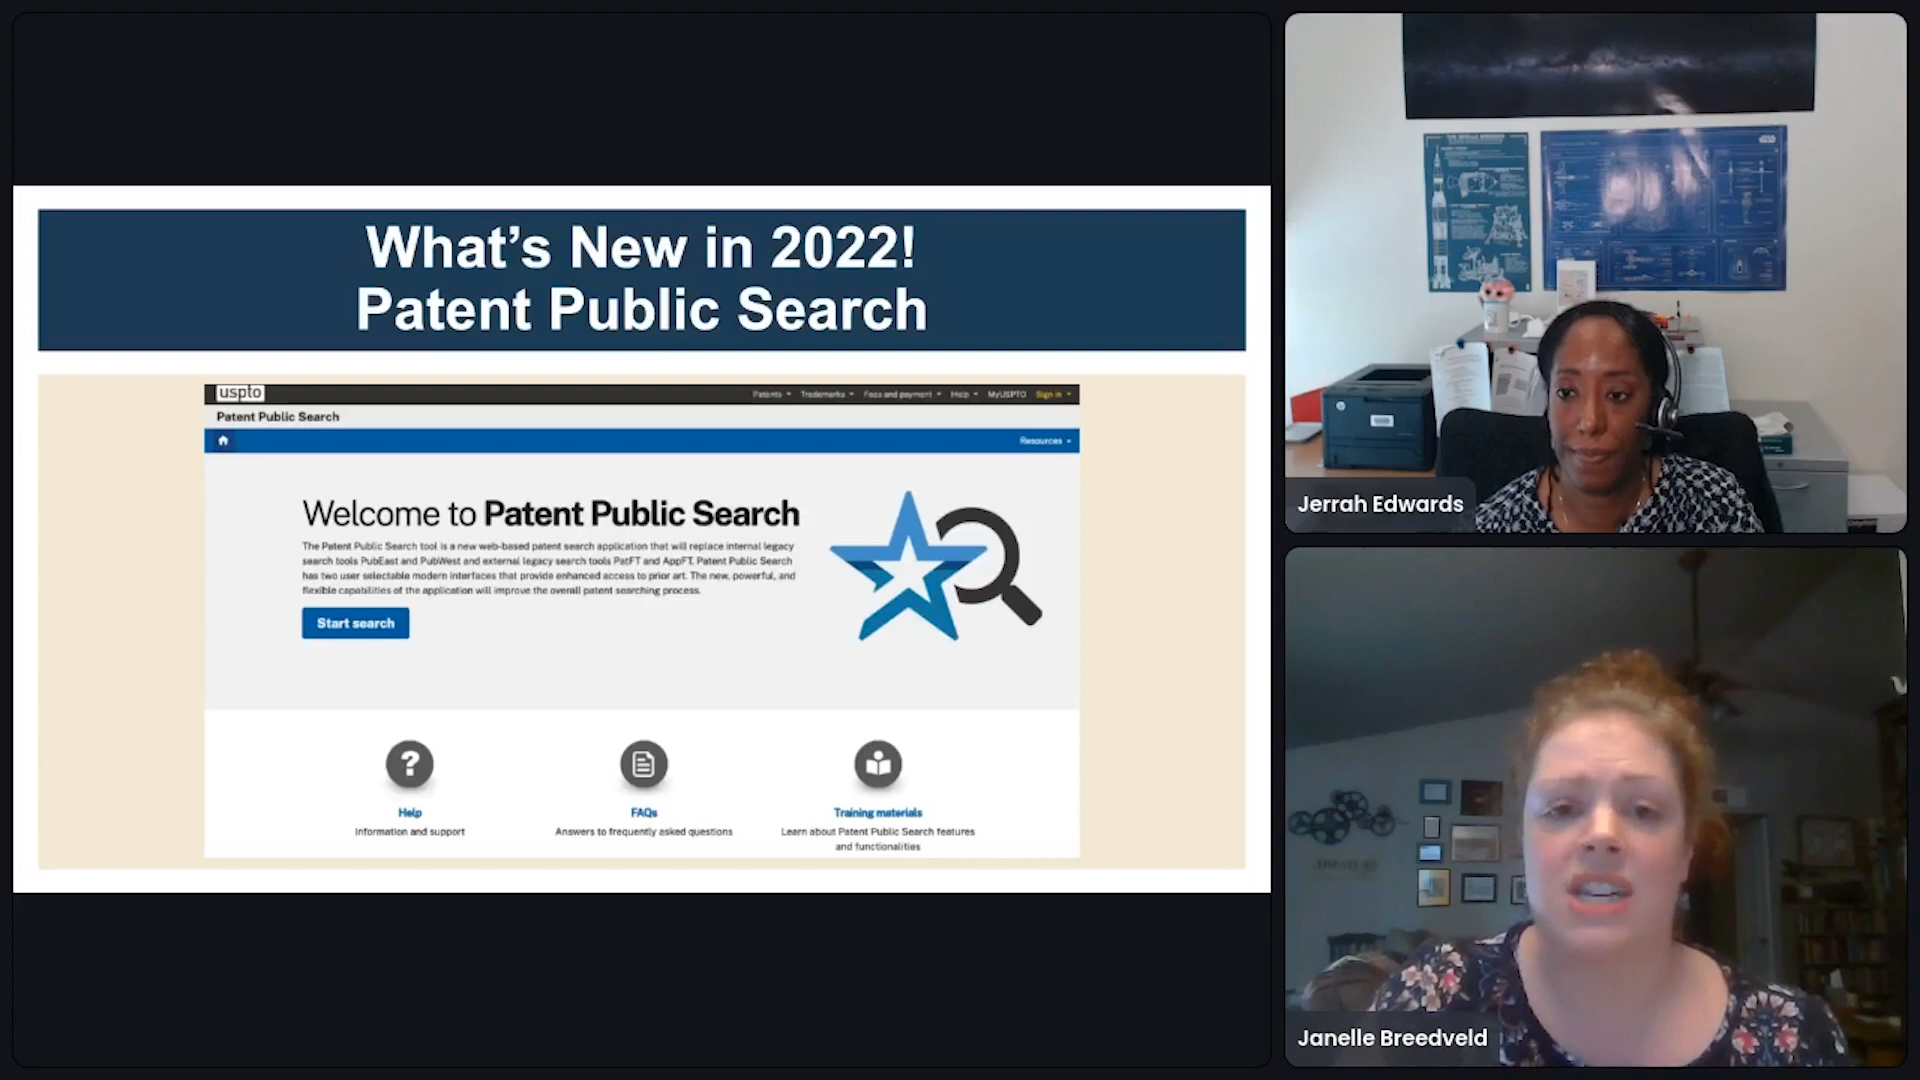 What's New in 2022!
Patent Public Search
uspto
Patents
Trademarks
Fees and payment
Help
MyUSPTO
Sign in
Patent Public Search
Resources
Welcome to Patent Public Search
The Patent Public Search tool is a new web-based patent search application that will replace internal legacy
search tools PubEast and PubWest and external legacy search tools PatFT and AppFT. Patent Public Search
has two user selectable modern interfaces that provide enhanced access to prior art. The new, powerful, and
flexible capabilities of the application will improve the overall patent searching process.
Start search
?
Help
Information and support
FAQs
Answers to frequently asked questions
Training materials
Learn about Patent Public Search features
and functionalities
Jerrah Edwards
Janelle Breedveld